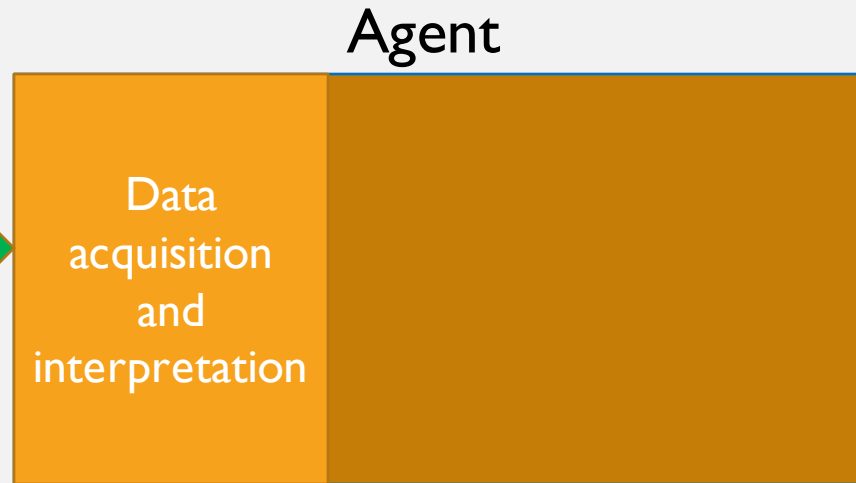 Agent
Data
acquisition
and
interpretation